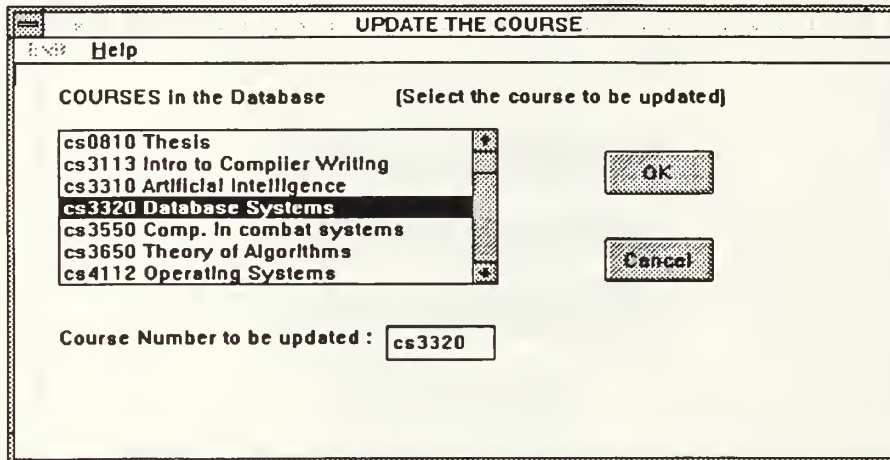 UPDATE THE COURSE
Exit Help
COURSES in the Database (Select the course to be updated)
cs0810 Thesis
cs3113 Intro to Compiler Writing
cs3310 Artificial Intelligence
cs3320 Database Systems
cs3550 Comp. in combat systems
cs3650 Theory of Algorithms
cs4112 Operating Systems
OK
Cancel
Course Number to be updated : cs3320